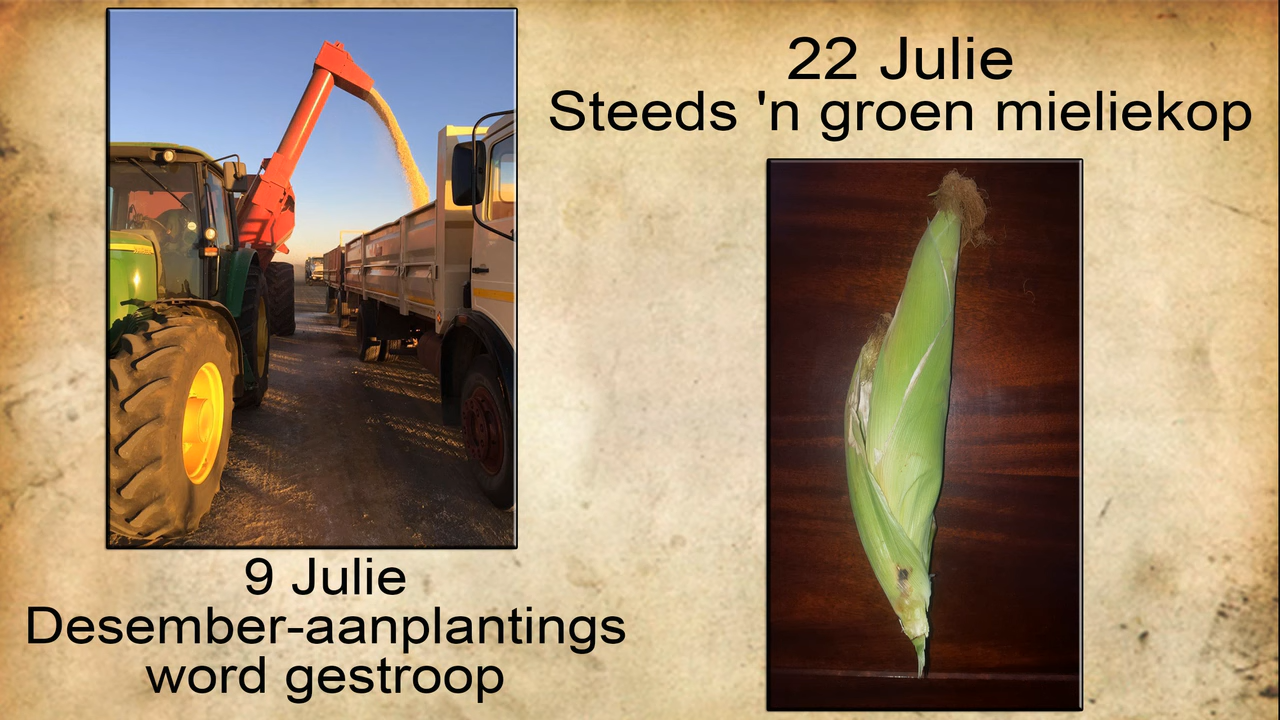 9 Julie
Desember-aanplantings
word gestroop
22 Julie
Steeds 'n groen mieliekop